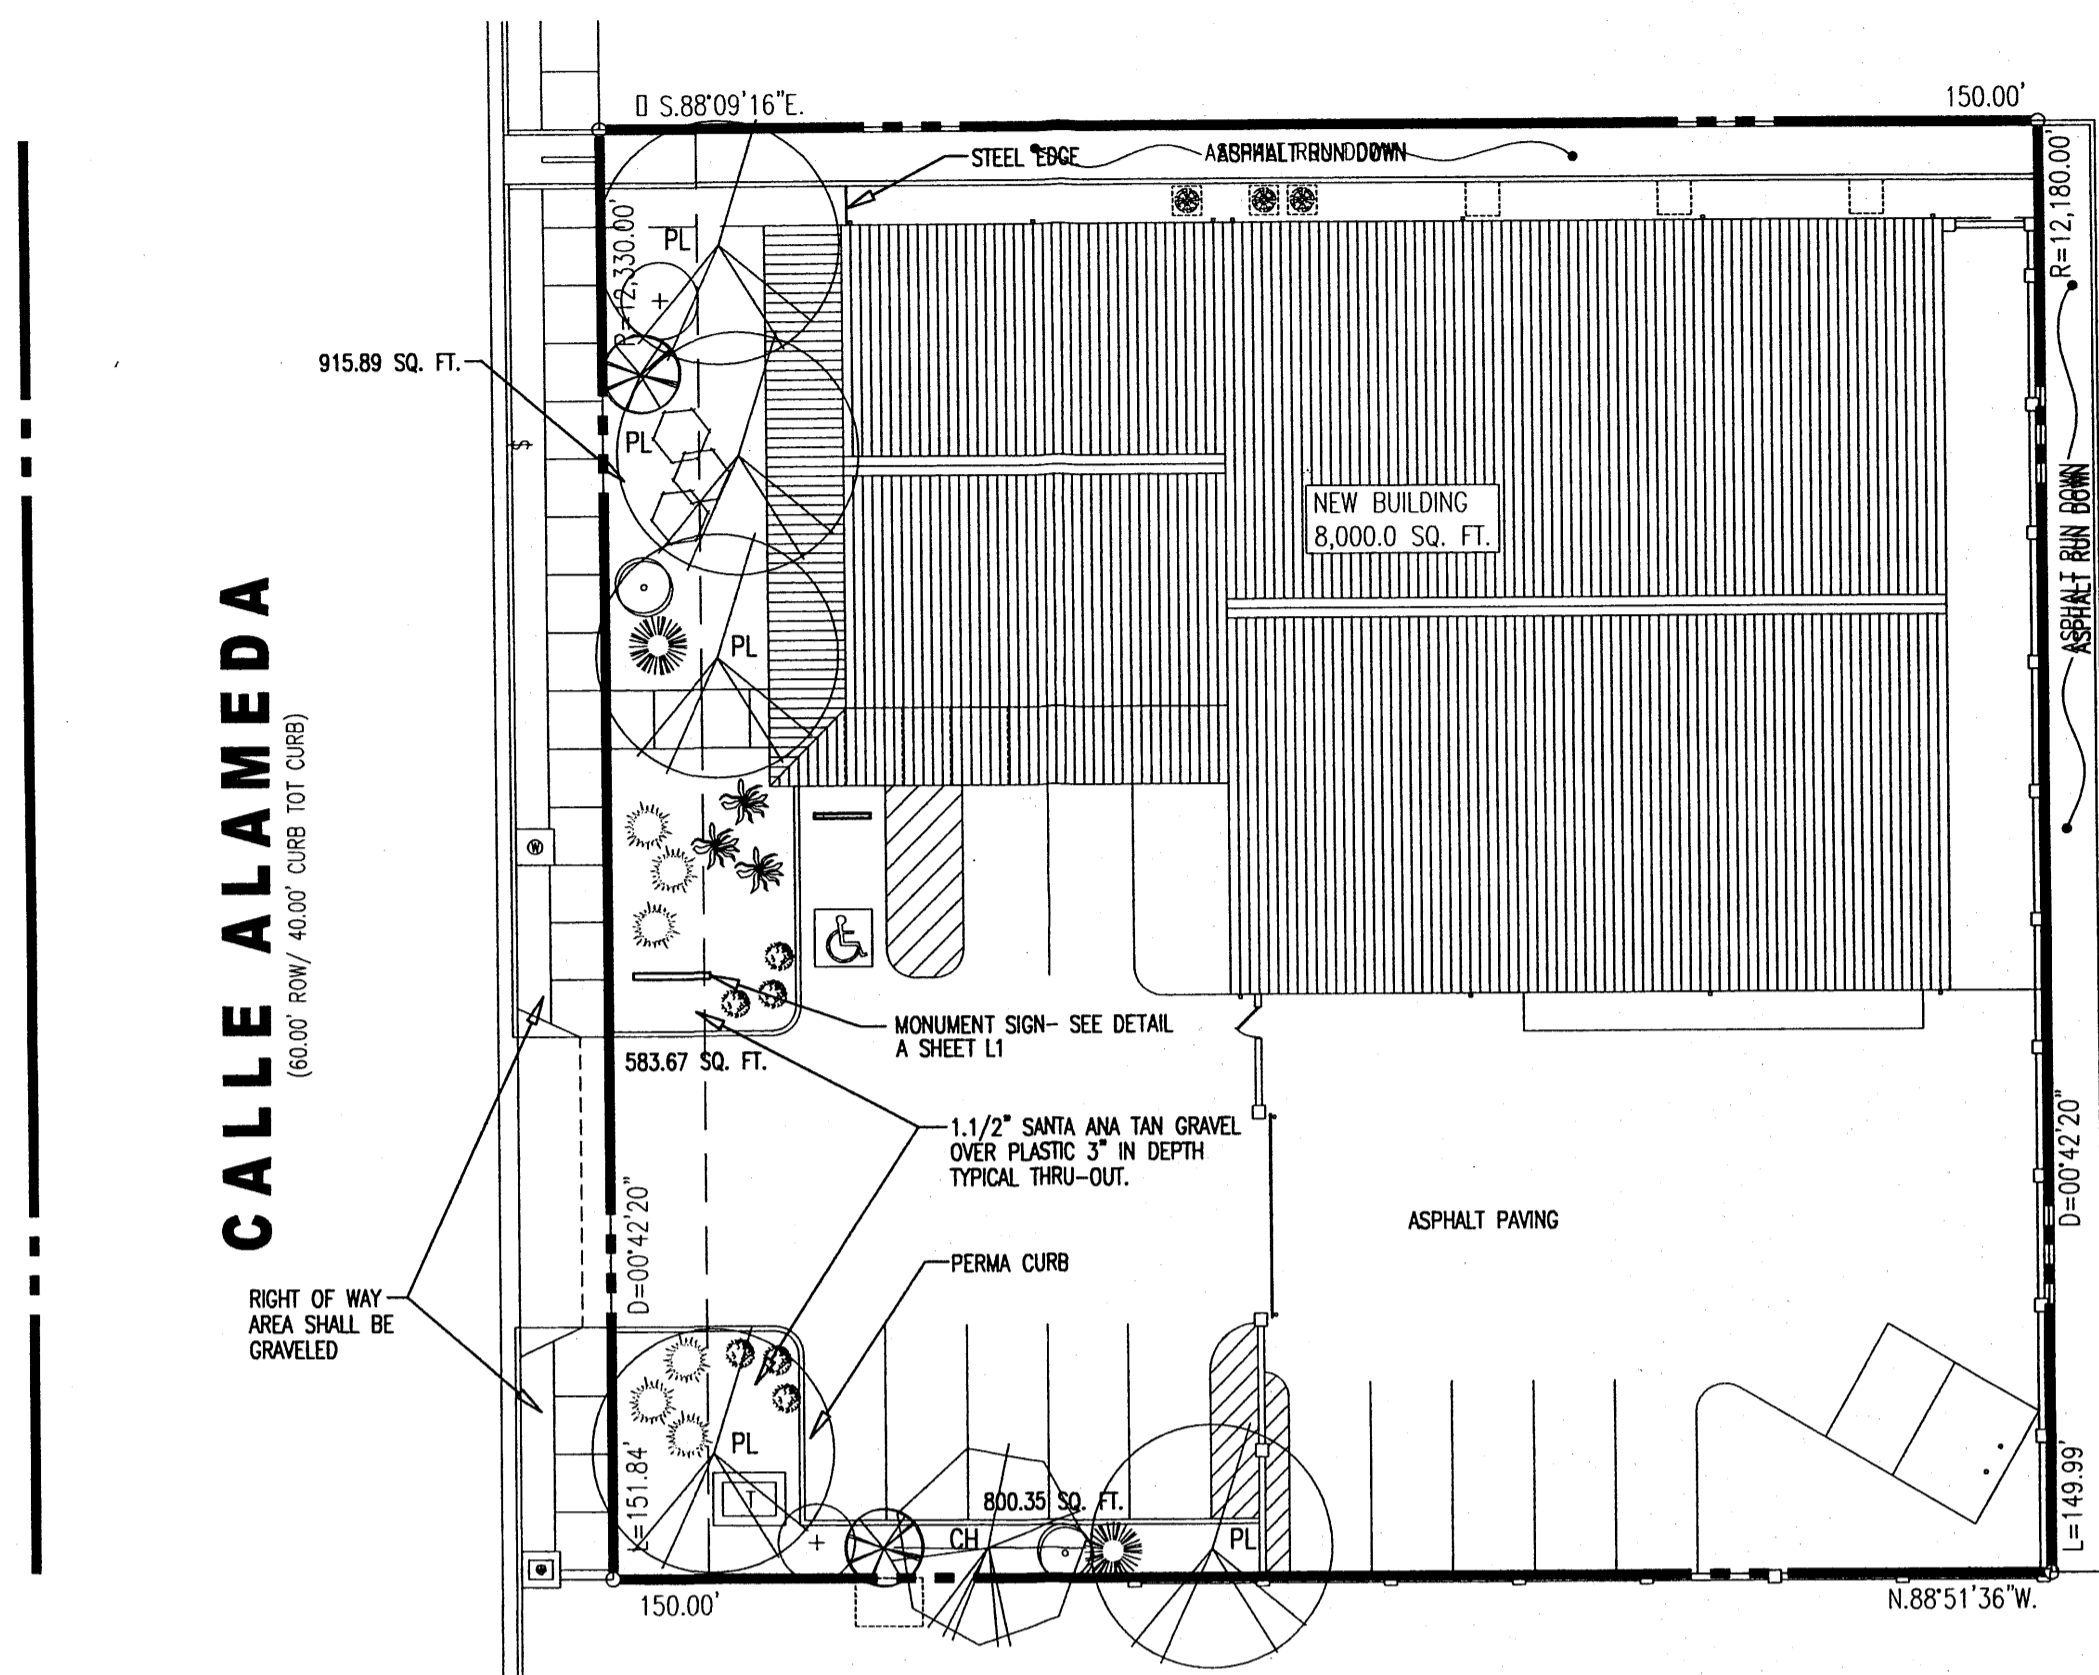 S.88°09'16"E.
150.00'
STEEL EDGE
ASPHALT RUN DOWN
R=12,180.00'
R=12,330.00'
PL
915.89 SQ. FT.
PL
NEW BUILDING
8,000.0 SQ. FT.
ASPHALT RUN DOWN
ASPHALT RUN DOWN
PL
CALLE ALAMEDA
(60.00' ROW/ 40.00' CURB TOT CURB)
W
MONUMENT SIGN- SEE DETAIL
A SHEET L1
583.67 SQ. FT.
1.1/2" SANTA ANA TAN GRAVEL
OVER PLASTIC 3" IN DEPTH
TYPICAL THRU-OUT.
D=00°42'20"
D=00°42'20"
ASPHALT PAVING
PERMA CURB
RIGHT OF WAY
AREA SHALL BE
GRAVELED
PL
L=151.84'
T
800.35 SQ. FT.
CH
PL
L=149.99'
150.00'
N.88°51'36"W.